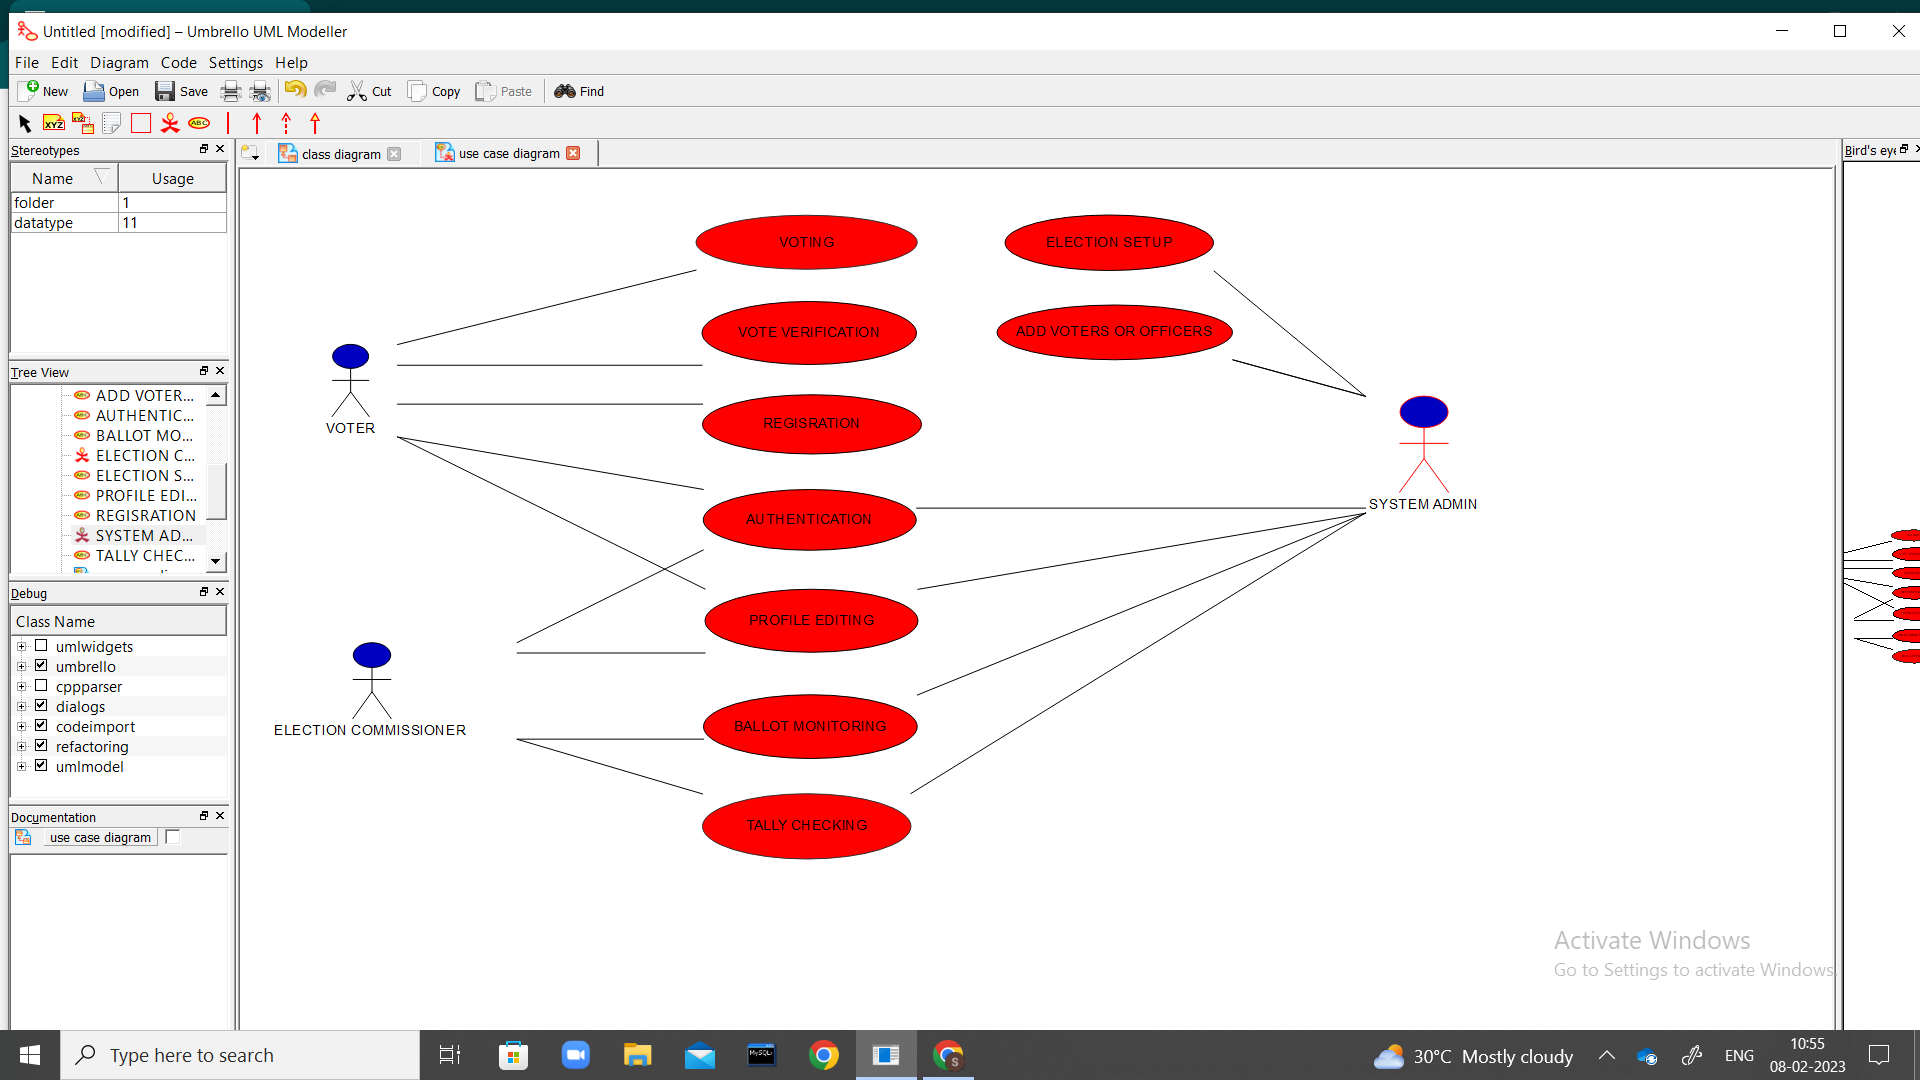 Untitled [modified] – Umbrello UML Modeller
File Edit Diagram Code Settings Help
New Open Save Cut Copy Paste Find
XYZ ABC
Stereotypes
class diagram use case diagram
Bird's eye
Name Usage
folder 1
datatype 11
Tree View
ADD VOTER...
AUTHENTIC...
BALLOT MO...
ELECTION C...
ELECTION S...
PROFILE EDI...
REGISRATION
SYSTEM AD...
TALLY CHEC...
Debug
Class Name
umlwidgets
umbrello
cppparser
dialogs
codeimport
refactoring
umlmodel
Documentation
use case diagram
VOTING
ELECTION SETUP
VOTE VERIFICATION
ADD VOTERS OR OFFICERS
VOTER
REGISRATION
SYSTEM ADMIN
AUTHENTICATION
PROFILE EDITING
ELECTION COMMISSIONER
BALLOT MONITORING
TALLY CHECKING
Activate Windows
Go to Settings to activate Windows.
Type here to search
MySQL
S
30°C Mostly cloudy
ENG
10:55
08-02-2023